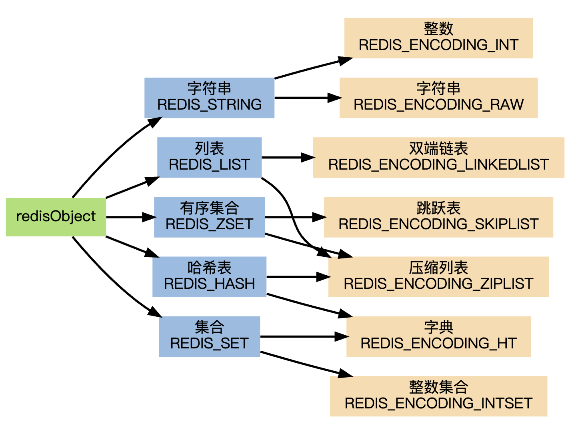 redisObject
字符串
REDIS_STRING
列表
REDIS_LIST
有序集合
REDIS_ZSET
哈希表
REDIS_HASH
集合
REDIS_SET
整数
REDIS_ENCODING_INT
字符串
REDIS_ENCODING_RAW
双端链表
REDIS_ENCODING_LINKEDLIST
跳跃表
REDIS_ENCODING_SKIPLIST
压缩列表
REDIS_ENCODING_ZIPLIST
字典
REDIS_ENCODING_HT
整数集合
REDIS_ENCODING_INTSET